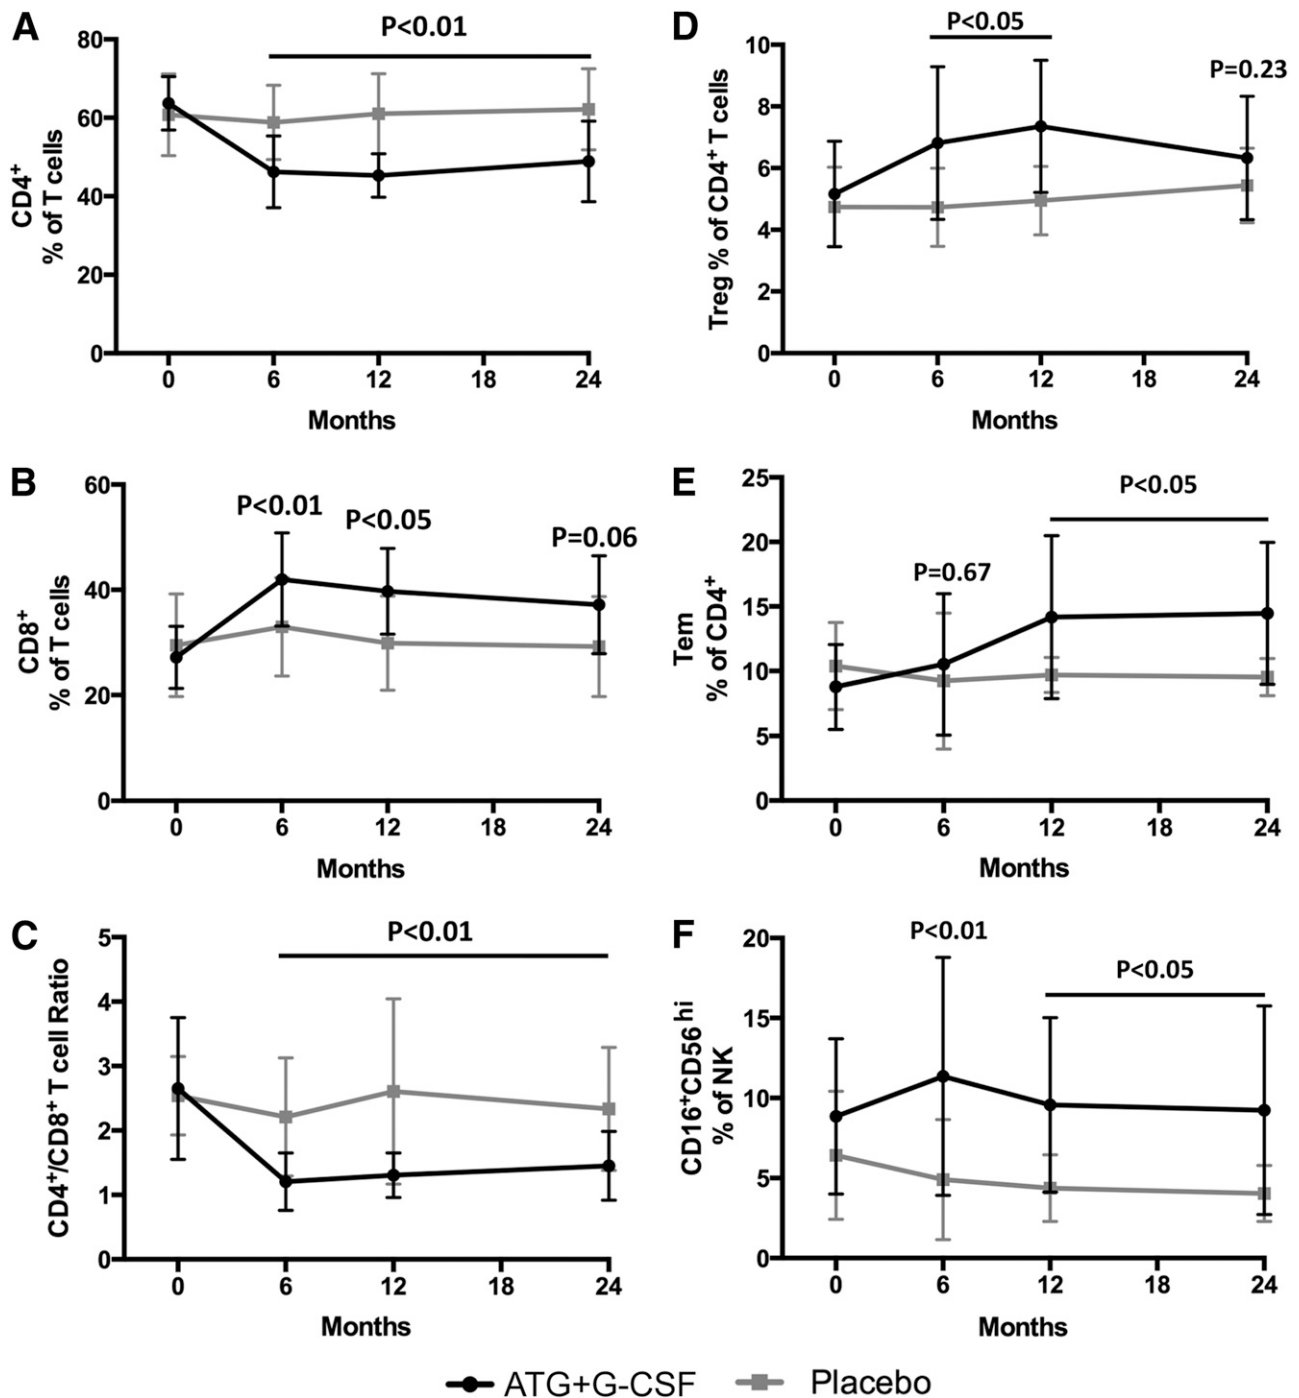 A
P<0.01
CD4+
% of T cells
80
60
40
20
0
0 6 12 18 24
Months
D
P<0.05
P=0.23
Treg % of CD4+ T cells
10
8
6
4
2
0
0 6 12 18 24
Months
B
P<0.01
P<0.05
P=0.06
CD8+
% of T cells
60
40
20
0
0 6 12 18 24
Months
E
P<0.05
P=0.67
Tem
% of CD4+
25
20
15
10
5
0
0 6 12 18 24
Months
C
P<0.01
CD4+/CD8+ T cell Ratio
5
4
3
2
1
0
0 6 12 18 24
Months
F
P<0.01
P<0.05
CD16+CD56hi
% of NK
20
15
10
5
0
0 6 12 18 24
Months
ATG+G-CSF Placebo